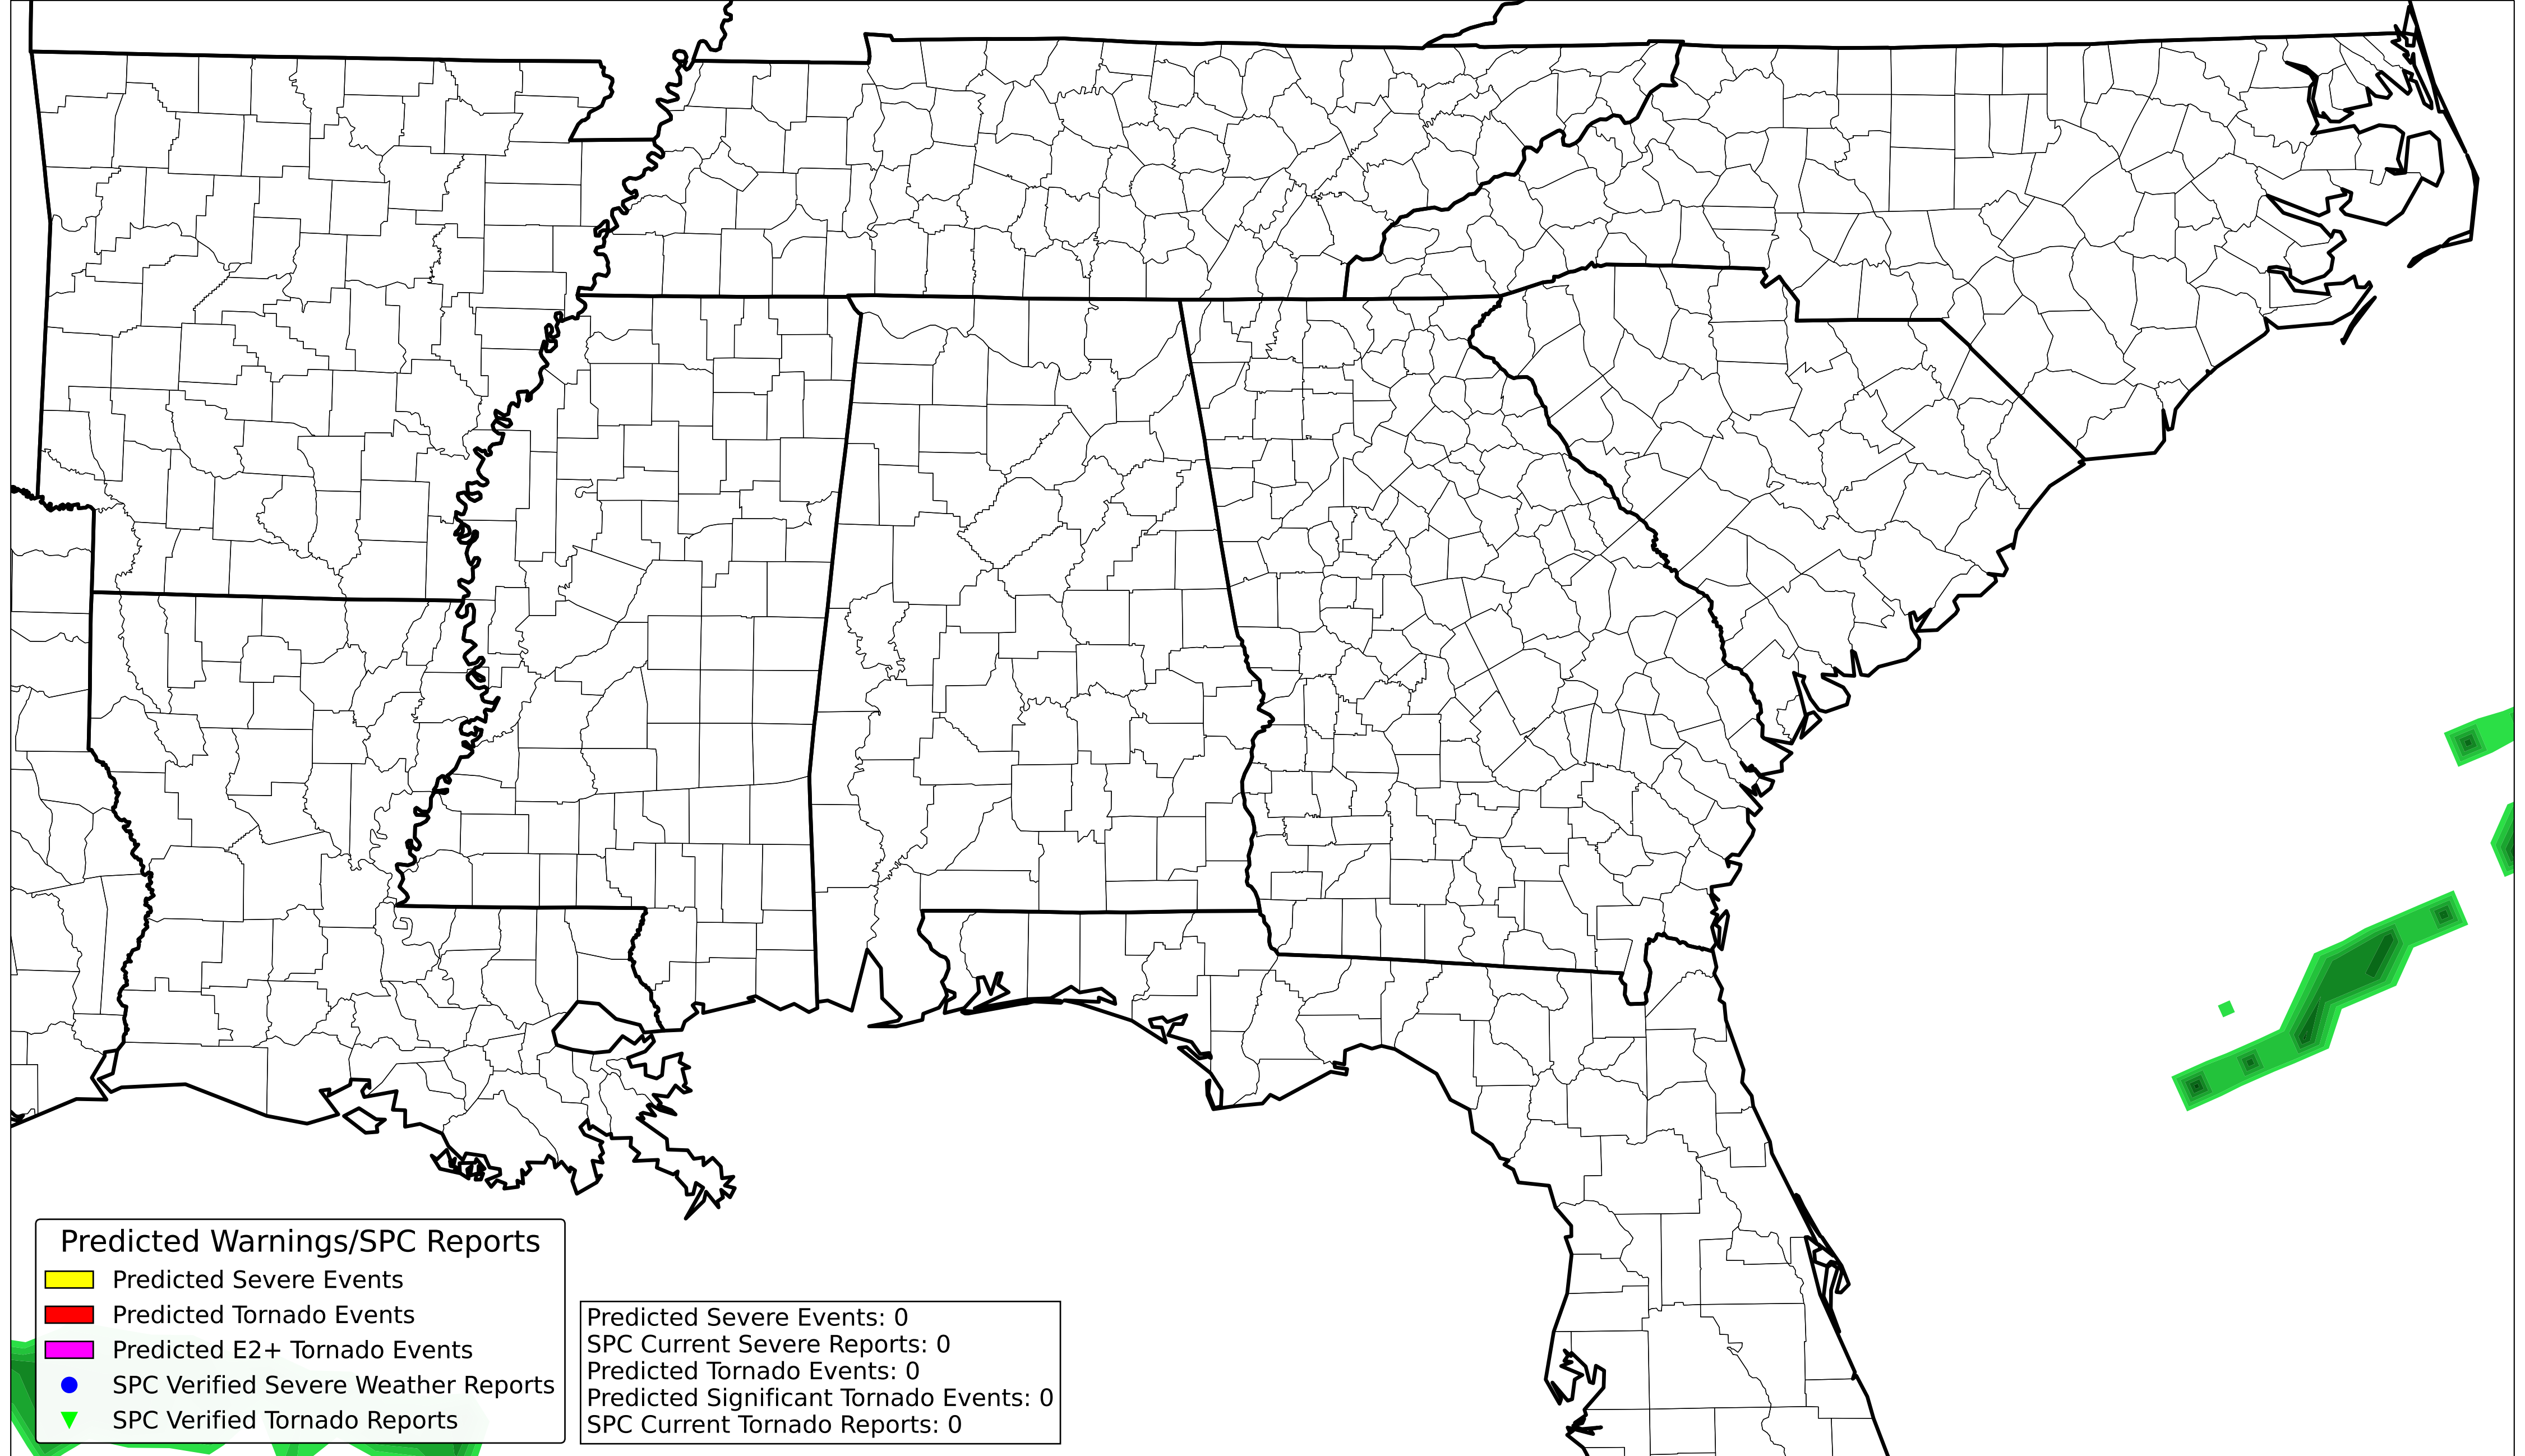 Predicted Warnings/SPC Reports
Predicted Severe Events
Predicted Tornado Events
Predicted E2+ Tornado Events
SPC Verified Severe Weather Reports
SPC Verified Tornado Reports
Predicted Severe Events: 0
SPC Current Severe Reports: 0
Predicted Tornado Events: 0
Predicted Significant Tornado Events: 0
SPC Current Tornado Reports: 0